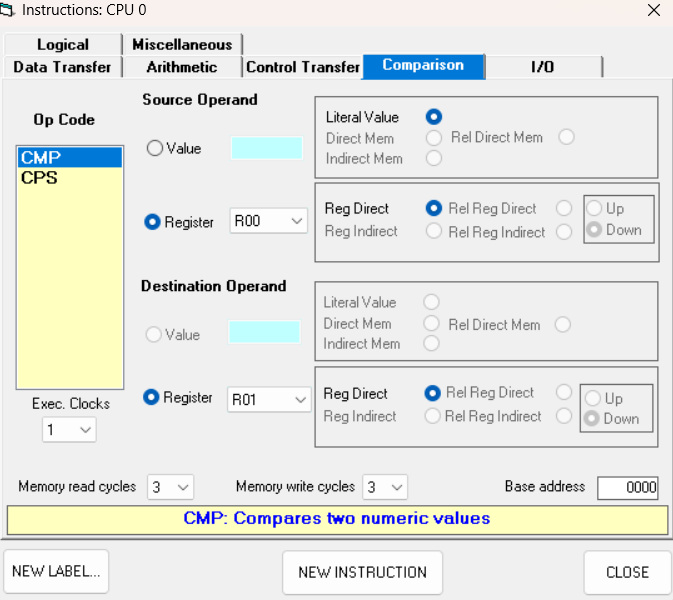 Instructions: CPU 0
Logical Miscellaneous
Data Transfer Arithmetic Control Transfer Comparison I/O
Op Code
CMP
CPS
Exec. Clocks
1
Source Operand
Value
Register R00
Literal Value
Direct Mem Rel Direct Mem
Indirect Mem
Reg Direct Rel Reg Direct Up
Reg Indirect Rel Reg Indirect Down
Destination Operand
Value
Register R01
Literal Value
Direct Mem Rel Direct Mem
Indirect Mem
Reg Direct Rel Reg Direct Up
Reg Indirect Rel Reg Indirect Down
Memory read cycles 3 Memory write cycles 3 Base address 0000
CMP: Compares two numeric values
NEW LABEL... NEW INSTRUCTION CLOSE